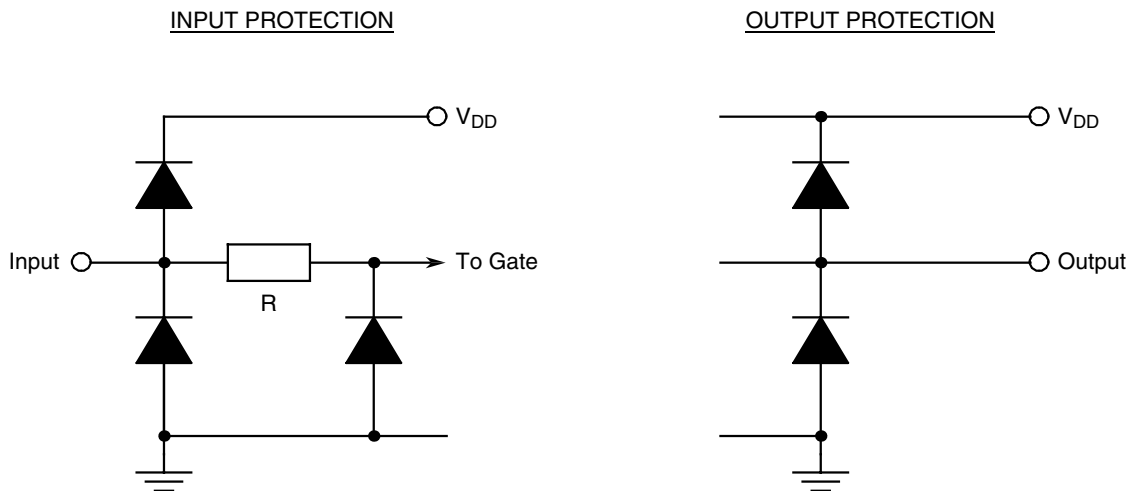 INPUT PROTECTION
V_DD
Input
To Gate
R
OUTPUT PROTECTION
V_DD
Output